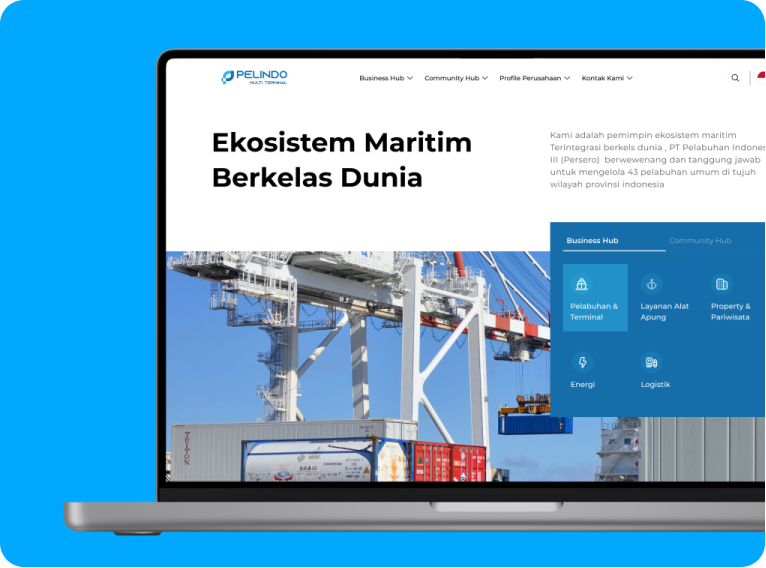 PELINDO
MULTI TERMINAL
Business Hub
Community Hub
Profile Perusahaan
Kontak Kami
Ekosistem Maritim
Berkelas Dunia
Kami adalah pemimpin ekosistem maritim
Terintegrasi berkels dunia , PT Pelabuhan Indones
III (Persero) berwewenang dan tanggung jawab
untuk mengelola 43 pelabuhan umum di tujuh
wilayah provinsi indonesia
Business Hub
Community Hub
Pelabuhan &
Terminal
Layanan Alat
Apung
Property &
Pariwisata
Energi
Logistik
TRITON